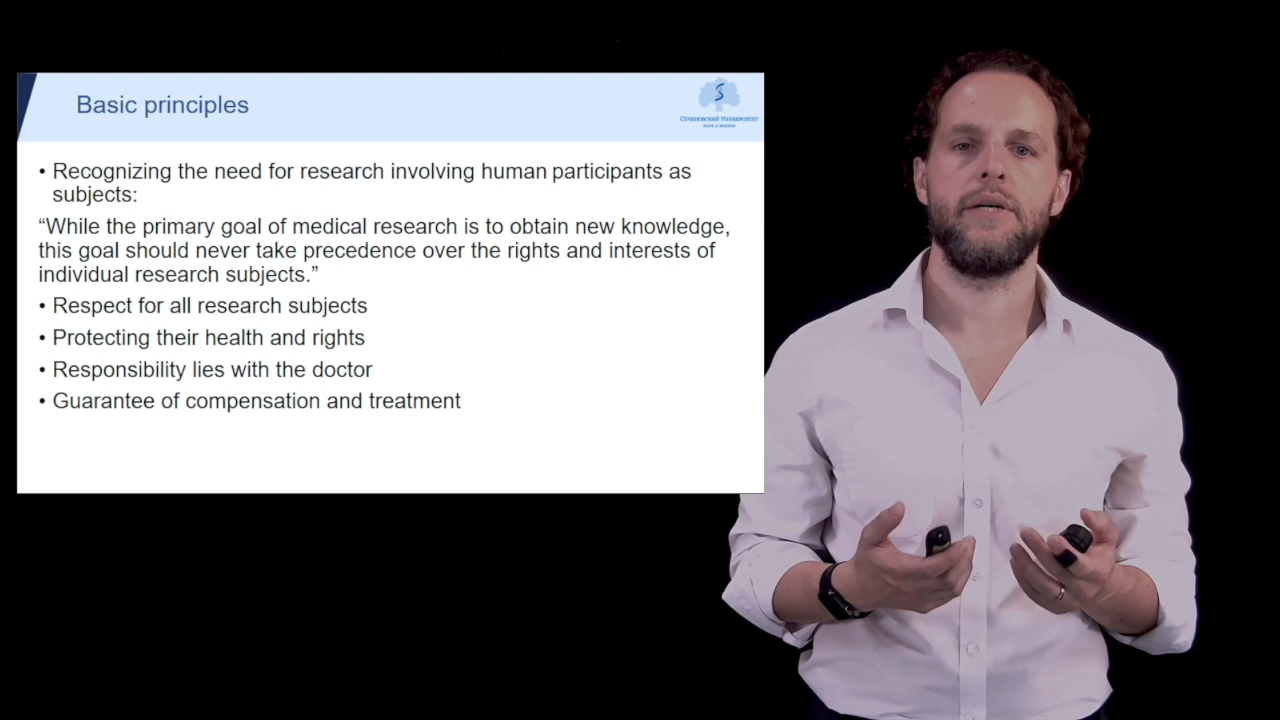 Basic principles
Сеченовский Университет
• Recognizing the need for research involving human participants as
subjects:
“While the primary goal of medical research is to obtain new knowledge,
this goal should never take precedence over the rights and interests of
individual research subjects.”
• Respect for all research subjects
• Protecting their health and rights
• Responsibility lies with the doctor
• Guarantee of compensation and treatment